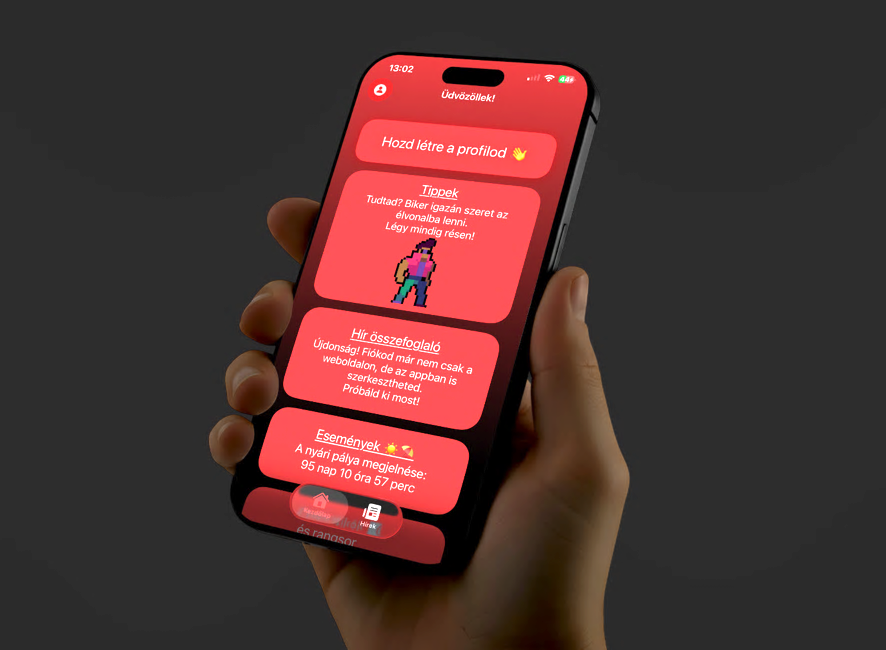 13:02
44
Üdvözöllek!
Hozd létre a profilod 👋
Tippek
Tudtad? Biker igazán szeret az
élvonalba lenni.
Légy mindig résen!
Hír összefoglaló
Újdonság! Fiókod már nem csak a
weboldalon, de az appban is
szerkesztheted.
Próbáld ki most!
Események ☀️⛱️
A nyári pálya megjelnése:
95 nap 10 óra 57 perc
Kezdőlap
Hírek
és rangsor